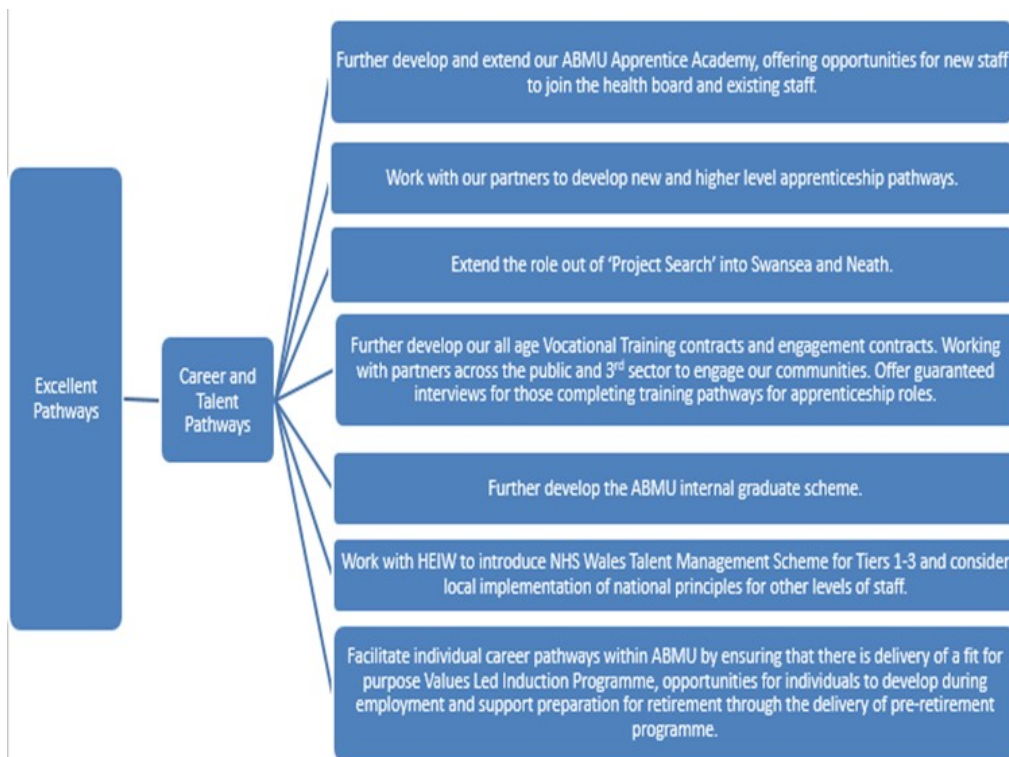 Excellent
Pathways
Career and
Talent
Pathways
Further develop and extend our ABMU Apprentice Academy, offering opportunities for new staff
to join the health board and existing staff.
Work with our partners to develop new and higher level apprenticeship pathways.
Extend the role out of ‘Project Search’ into Swansea and Neath.
Further develop our all age Vocational Training contracts and engagement contracts. Working
with partners across the public and 3rd sector to engage our communities. Offer guaranteed
interviews for those completing training pathways for apprenticeship roles.
Further develop the ABMU internal graduate scheme.
Work with HEIW to introduce NHS Wales Talent Management Scheme for Tiers 1-3 and consider
local implementation of national principles for other levels of staff.
Facilitate individual career pathways within ABMU by ensuring that there is delivery of a fit for
purpose Values Led Induction Programme, opportunities for individuals to develop during
employment and support preparation for retirement through the delivery of pre-retirement
programme.